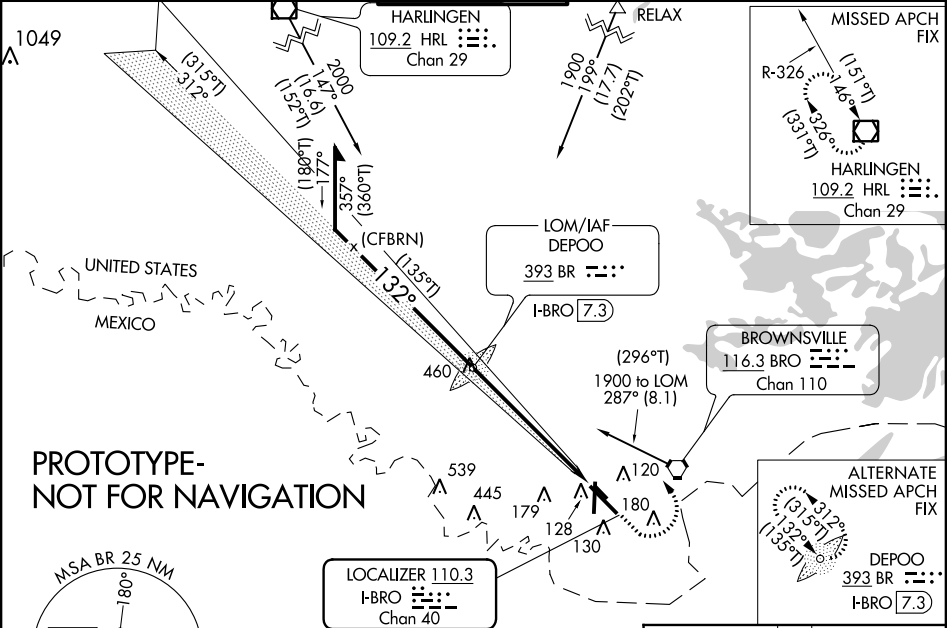 1049
HARLINGEN
109.2 HRL
Chan 29
RELAX
2000
147°
(16.6)
(152°T)
1900
199°
(17.7)
(202°T)
MISSED APCH
FIX
R-326
(151°T)
146°
326°
(331°T)
HARLINGEN
109.2 HRL
Chan 29
(315°T)
312°
(180°T)
177°
357°
(360°T)
(CFBRN)
(135°T)
132°
LOM/IAF
DEPOO
393 BR
I-BRO 7.3
UNITED STATES
MEXICO
460
(296°T)
1900 to LOM
287° (8.1)
BROWNSVILLE
116.3 BRO
Chan 110
PROTOTYPE-
NOT FOR NAVIGATION
539
445
179
128
130
120
180
ALTERNATE
MISSED APCH
FIX
312°
(315°T)
132°
(135°T)
DEPOO
393 BR
I-BRO 7.3
MSA BR 25 NM
180°
LOCALIZER 110.3
I-BRO
Chan 40